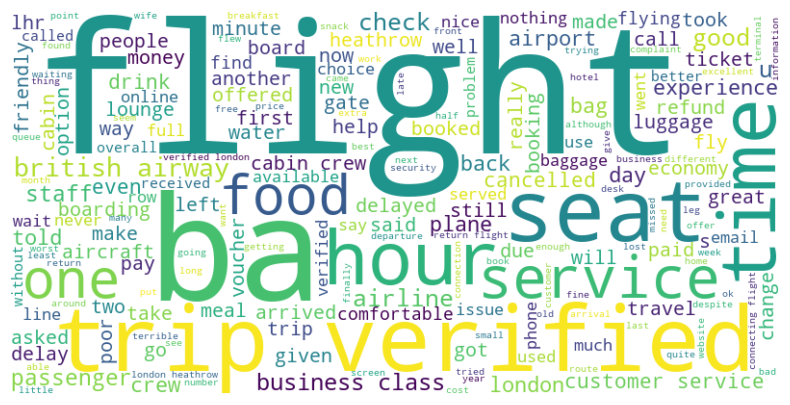 flight
ba
trip verified
seat
hour
time
food
service
one
british airway
business class
customer service
london
staff
passenger
crew
cabin crew
airline
plane
economy
cancelled
delayed
luggage
experience
refund
ticket
airport
heathrow
check
minute
people
money
lhr
called
point
wife
breakfast
snack
flew
front
work
trying
complaint
terminal
information
nothing
made
flying
took
nice
call
good
u
board
now
well
friendly
waiting
found
thing
drink
find
choice
new
another
offered
gate
problem
came
late
free
price
extra
half
hotel
better
excellent
option
cabin
lounge
online
way
full
water
first
help
booked
really
booking
bag
went
fly
queue
seem
overall
best
although
use
give
verified london
next
security
back
baggage
business
different
month
received
available
served
desk
provided
day
great
even
row
left
still
missed
leg
need
offer
wait
never
many
boarding
going
want
getting
say
said
departure
return flight
enough
due
will
lost
paid
s
email
told
make
voucher
verified
worst
least
aircraft
long
finally
connection
book
customer
home
week
change
without
return
pay
put
meal
arrived
comfortable
issue
phone
travel
line
two
take
trip
fine
ok
despite
around
asked
poor
given
small
old
arrival
last
website
connecting flight
delay
terrible
go
see
got
used
much
route
quite
able
london heathrow
number
screen
tried
year
cost
bad
little